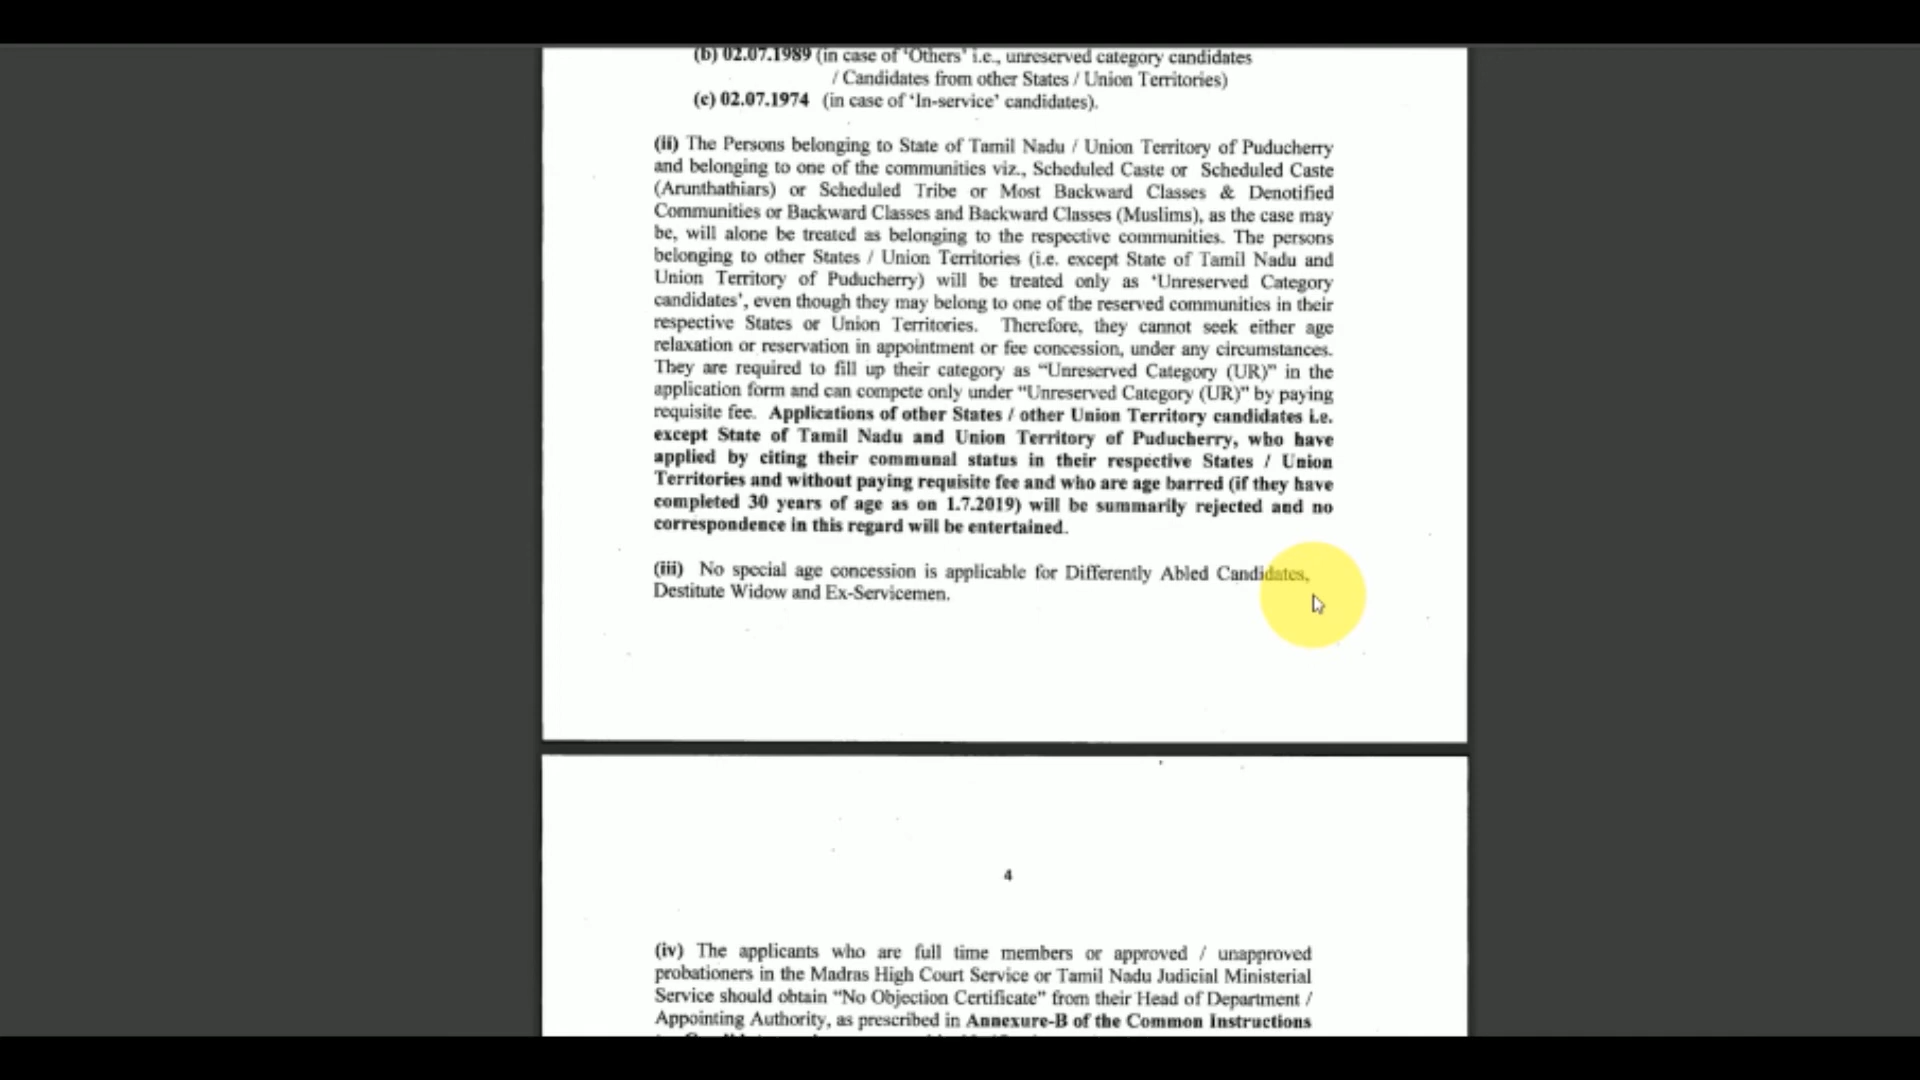 (b) 02.07.1989 (in case of 'Others' i.e., unreserved category candidates
/ Candidates from other States / Union Territories)
(c) 02.07.1974 (in case of 'In-service' candidates).
(ii) The Persons belonging to State of Tamil Nadu / Union Territory of Puducherry
and belonging to one of the communities viz., Scheduled Caste or Scheduled Caste
(Arunthathiars) or Scheduled Tribe or Most Backward Classes & Denotified
Communities or Backward Classes and Backward Classes (Muslims), as the case may
be, will alone be treated as belonging to the respective communities. The persons
belonging to other States / Union Territories (i.e. except State of Tamil Nadu and
Union Territory of Puducherry) will be treated only as 'Unreserved Category
candidates', even though they may belong to one of the reserved communities in their
respective States or Union Territories. Therefore, they cannot seek either age
relaxation or reservation in appointment or fee concession, under any circumstances.
They are required to fill up their category as "Unreserved Category (UR)" in the
application form and can compete only under "Unreserved Category (UR)" by paying
requisite fee. Applications of other States / other Union Territory candidates i.e.
except State of Tamil Nadu and Union Territory of Puducherry, who have
applied by citing their communal status in their respective States / Union
Territories and without paying requisite fee and who are age barred (if they have
completed 30 years of age as on 1.7.2019) will be summarily rejected and no
correspondence in this regard will be entertained.
(iii) No special age concession is applicable for Differently Abled Candidates,
Destitute Widow and Ex-Servicemen.
4
(iv) The applicants who are full time members or approved / unapproved
probationers in the Madras High Court Service or Tamil Nadu Judicial Ministerial
Service should obtain "No Objection Certificate" from their Head of Department /
Appointing Authority, as prescribed in Annexure-B of the Common Instructions